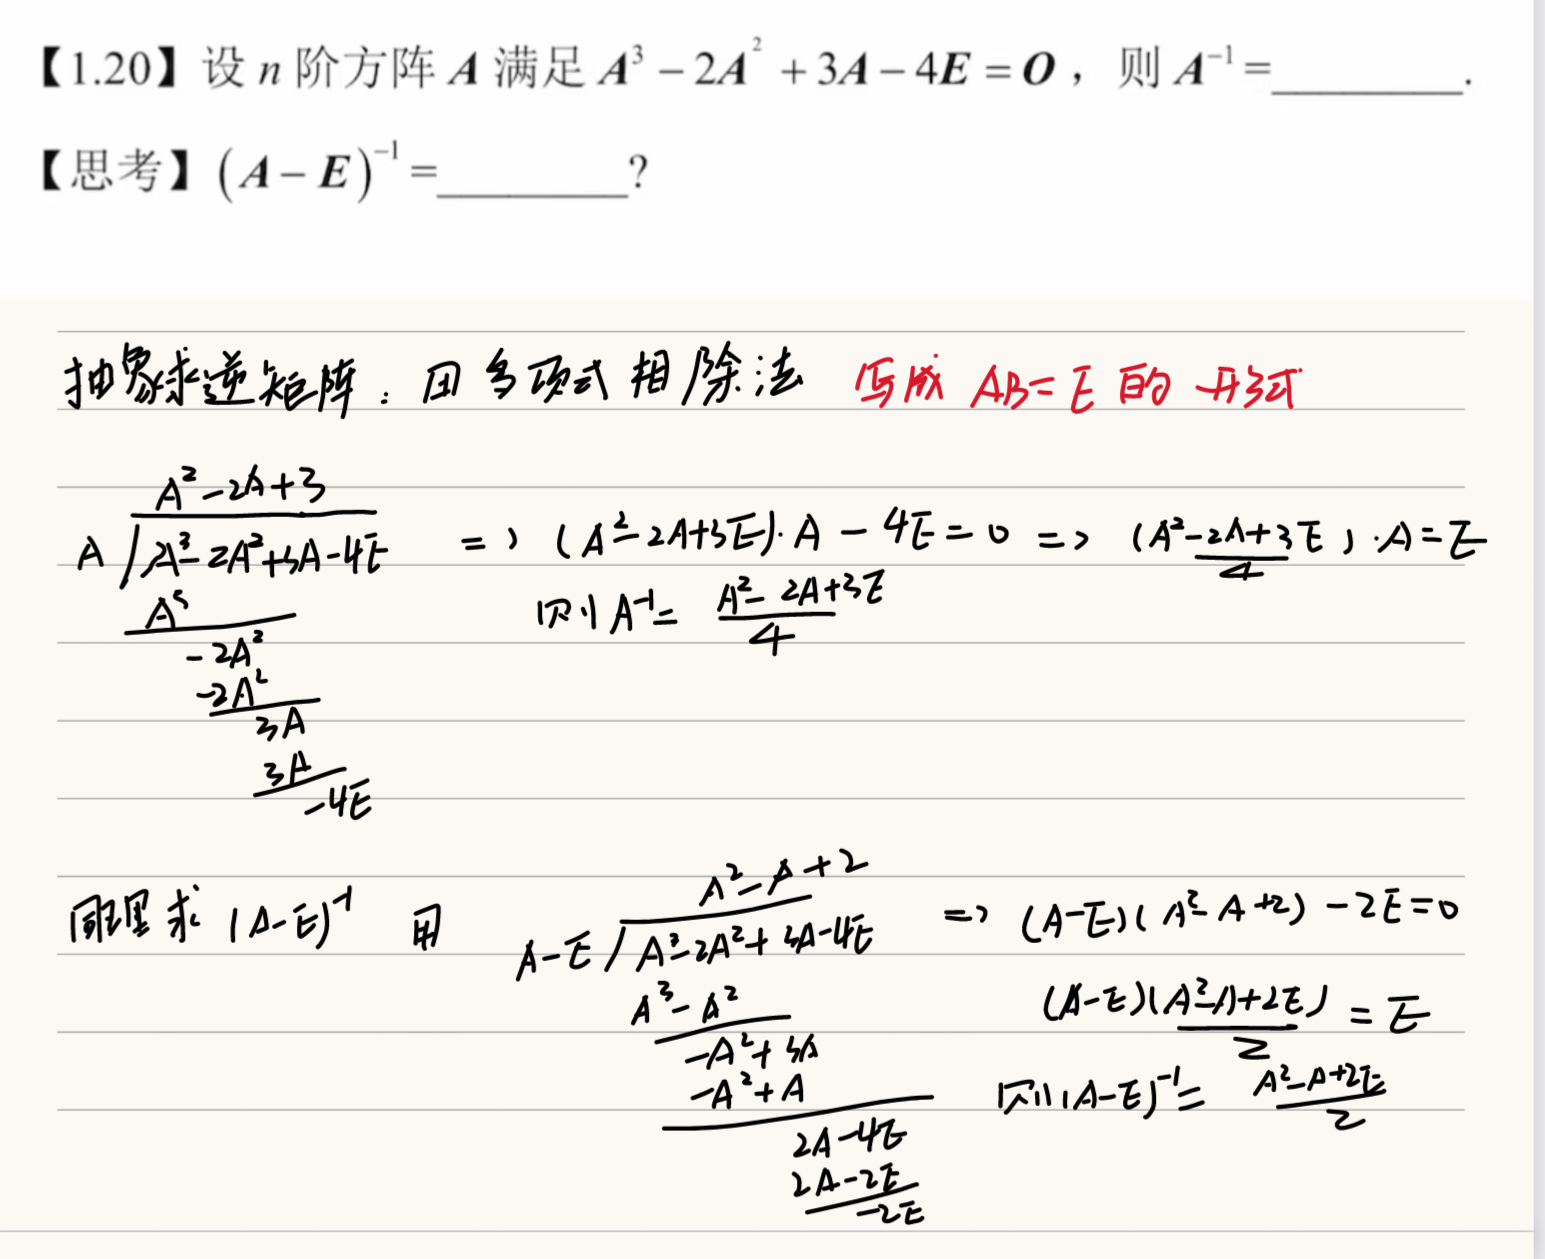 【1.20】设 n 阶方阵 A 满足 A³ − 2A² + 3A − 4E = O，则 A⁻¹ = ________.
【思考】(A − E)⁻¹ = ________?
抽象求逆矩阵：用多项式相除法 写成 AB=E 的形式
A²-2A+3
A / A³-2A²+3A-4E => (A²-2A+3E)·A - 4E = 0 => (A²-2A+3E)/4 ·A=E
A³
则 A⁻¹= (A²-2A+3E)/4
-2A²
-2A²
3A
3A
-4E
同理求 (A-E)⁻¹ 用
A²-A+2
A-E / A³-2A²+3A-4E => (A-E)(A²-A+2) - 2E=0
A³-A²
(A-E)(A²-A+2E)/2 = E
-A²+3A
-A²+A
则(A-E)⁻¹= (A²-A+2E)/2
2A-4E
2A-2E
-2E